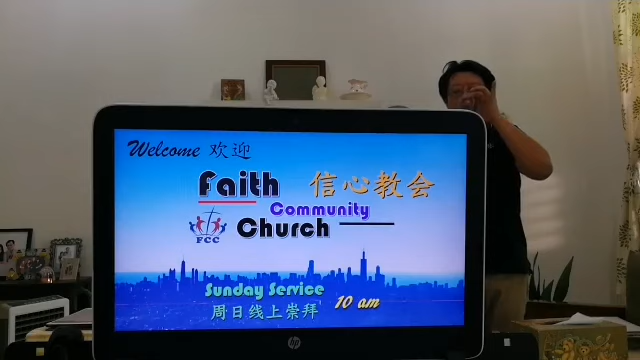 Welcome 欢迎
Faith 信心教会
Community
Church
FCC
Sunday Service
周日线上崇拜 10 am
hp